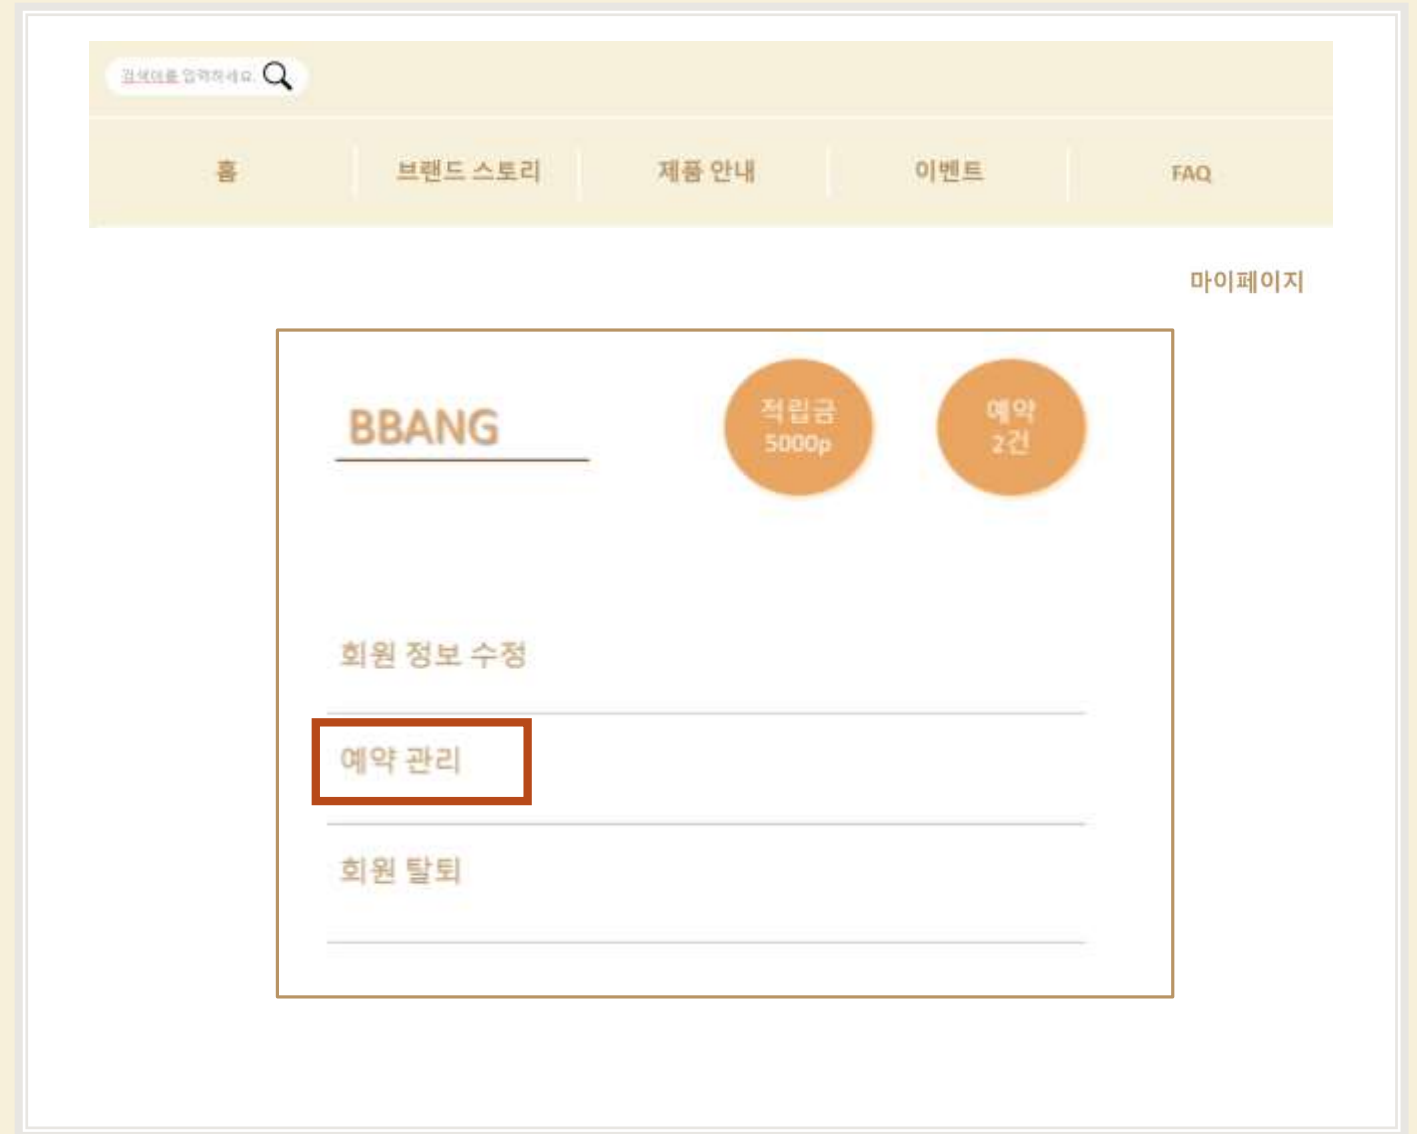 검색어를 입력하세요.
홈
브랜드 스토리
제품 안내
이벤트
FAQ
마이페이지
BBANG
적립금
5000p
예약
2건
회원 정보 수정
예약 관리
회원 탈퇴